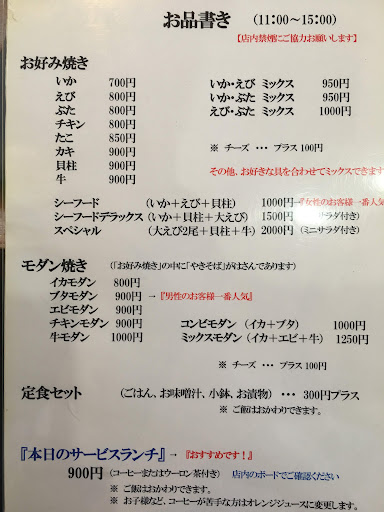 お品書き (11:00~15:00)
【店内禁煙にご協力お願いします】
お好み焼き
いか 700円 いか・えび ミックス 950円
えび 800円 いか・ぶた ミックス 950円
ぶた 800円 えび・ぶた ミックス 1000円
チキン 800円
たこ 850円
カキ 900円 ※ チーズ ・・・ プラス 100円
貝柱 900円
牛 900円 その他、お好きな具を合わせてミックスできます
シーフード (いか+えび+貝柱) 1000円→『女性のお客様一番人気
シーフードデラックス (いか+貝柱+大えび) 1500円 サラダ付き)
スペシャル (大えび2尾+貝柱+牛) 2000円 (ミニサラダ付き)
モダン焼き (「お好み焼き」の中に「やきそば」がはさんであります)
イカモダン 800円
ブタモダン 900円 →『男性のお客様一番人気』
エビモダン 900円
チキンモダン 900円 コンビモダン (イカ+ブタ) 1000円
牛モダン 1000円 ミックスモダン (イカ+エビ+牛) 1250円
※ チーズ ・・・ プラス 100円
定食セット (ごはん、お味噌汁、小鉢、お漬物) ・・・ 300円プラス
※ ご飯はおかわりできます。
『本日のサービスランチ』→『おすすめです!』
900円 (コーヒーまたはウーロン茶付き) 店内のボードでご確認ください
※ ご飯はおかわりできます。
※ お子様など、コーヒーが苦手な方はオレンジジュースに変更します。